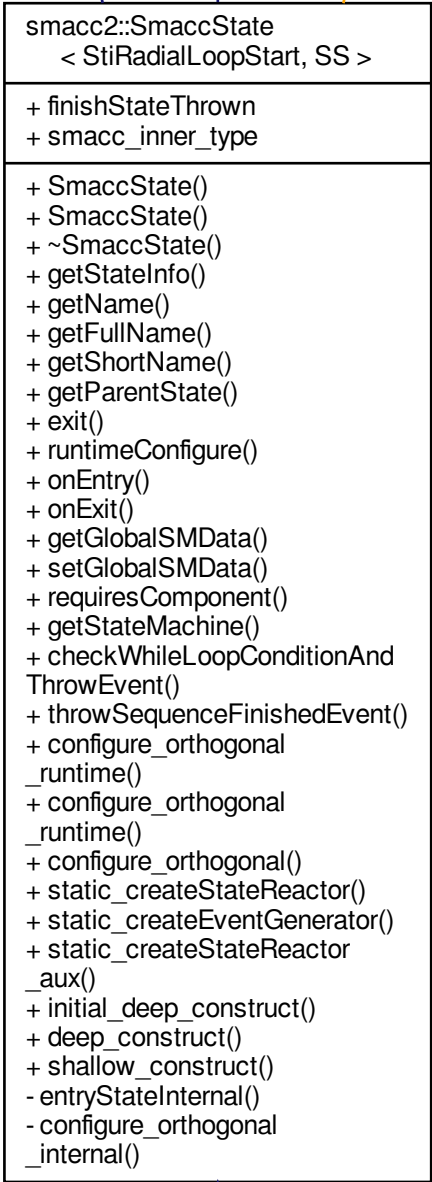 smacc2::SmaccState
< StiRadialLoopStart, SS >
+ finishStateThrown
+ smacc_inner_type
+ SmaccState()
+ SmaccState()
+ ~SmaccState()
+ getStateInfo()
+ getName()
+ getFullName()
+ getShortName()
+ getParentState()
+ exit()
+ runtimeConfigure()
+ onEntry()
+ onExit()
+ getGlobalSMData()
+ setGlobalSMData()
+ requiresComponent()
+ getStateMachine()
+ checkWhileLoopConditionAnd
ThrowEvent()
+ throwSequenceFinishedEvent()
+ configure_orthogonal
_runtime()
+ configure_orthogonal
_runtime()
+ configure_orthogonal()
+ static_createStateReactor()
+ static_createEventGenerator()
+ static_createStateReactor
_aux()
+ initial_deep_construct()
+ deep_construct()
+ shallow_construct()
- entryStateInternal()
- configure_orthogonal
_internal()